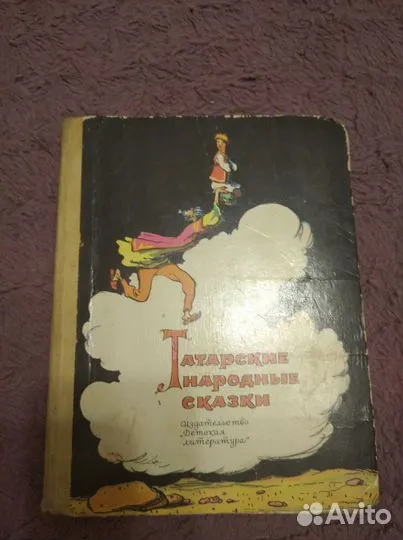 Татарские
народные
сказки
Издательство
„Детская
литература"
Avito